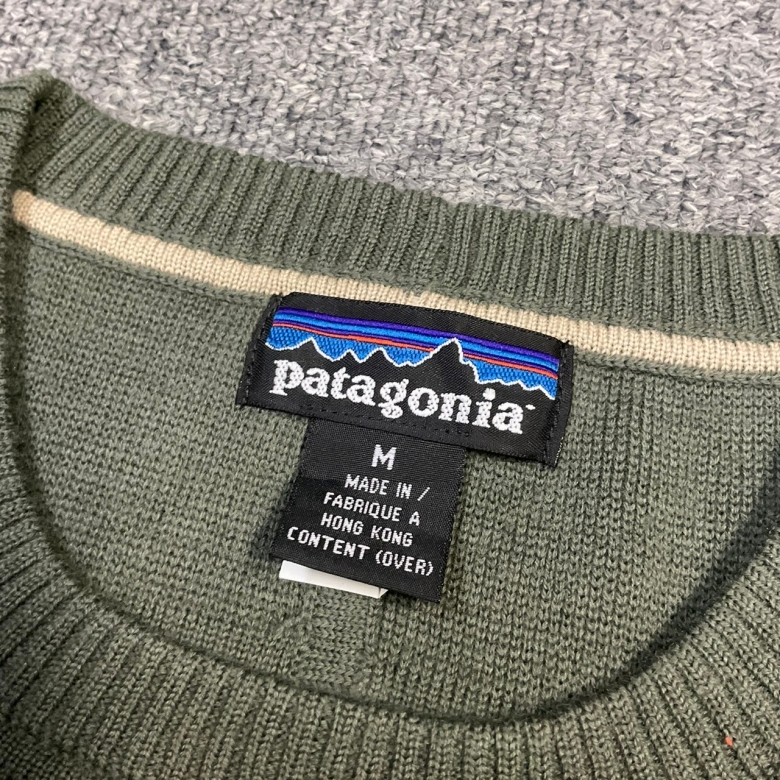 patagonia
M
MADE IN /
FABRIQUE A
HONG KONG
CONTENT (OVER)